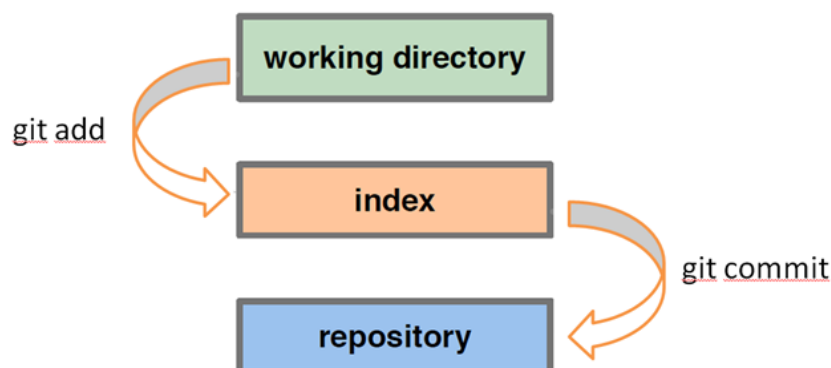 working directory
git add
index
git commit
repository